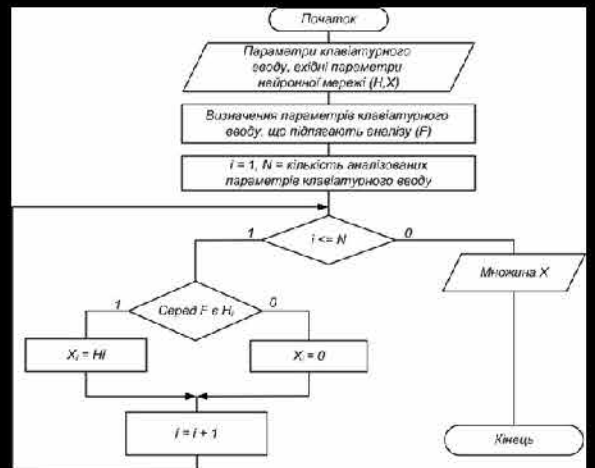 Початок
Параметри клавіатурного
вводу, вхідні параметри
нейронної мережі (H,X)
Визначення параметрів клавіатурного
вводу, що підлягають аналізу (F)
i = 1, N = кількість аналізованих
параметрів клавіатурного вводу
1
i <= N
0
Множина X
1
Серед F є Hᵢ
0
Xᵢ = Hi
Xᵢ = 0
i = i + 1
Кінець